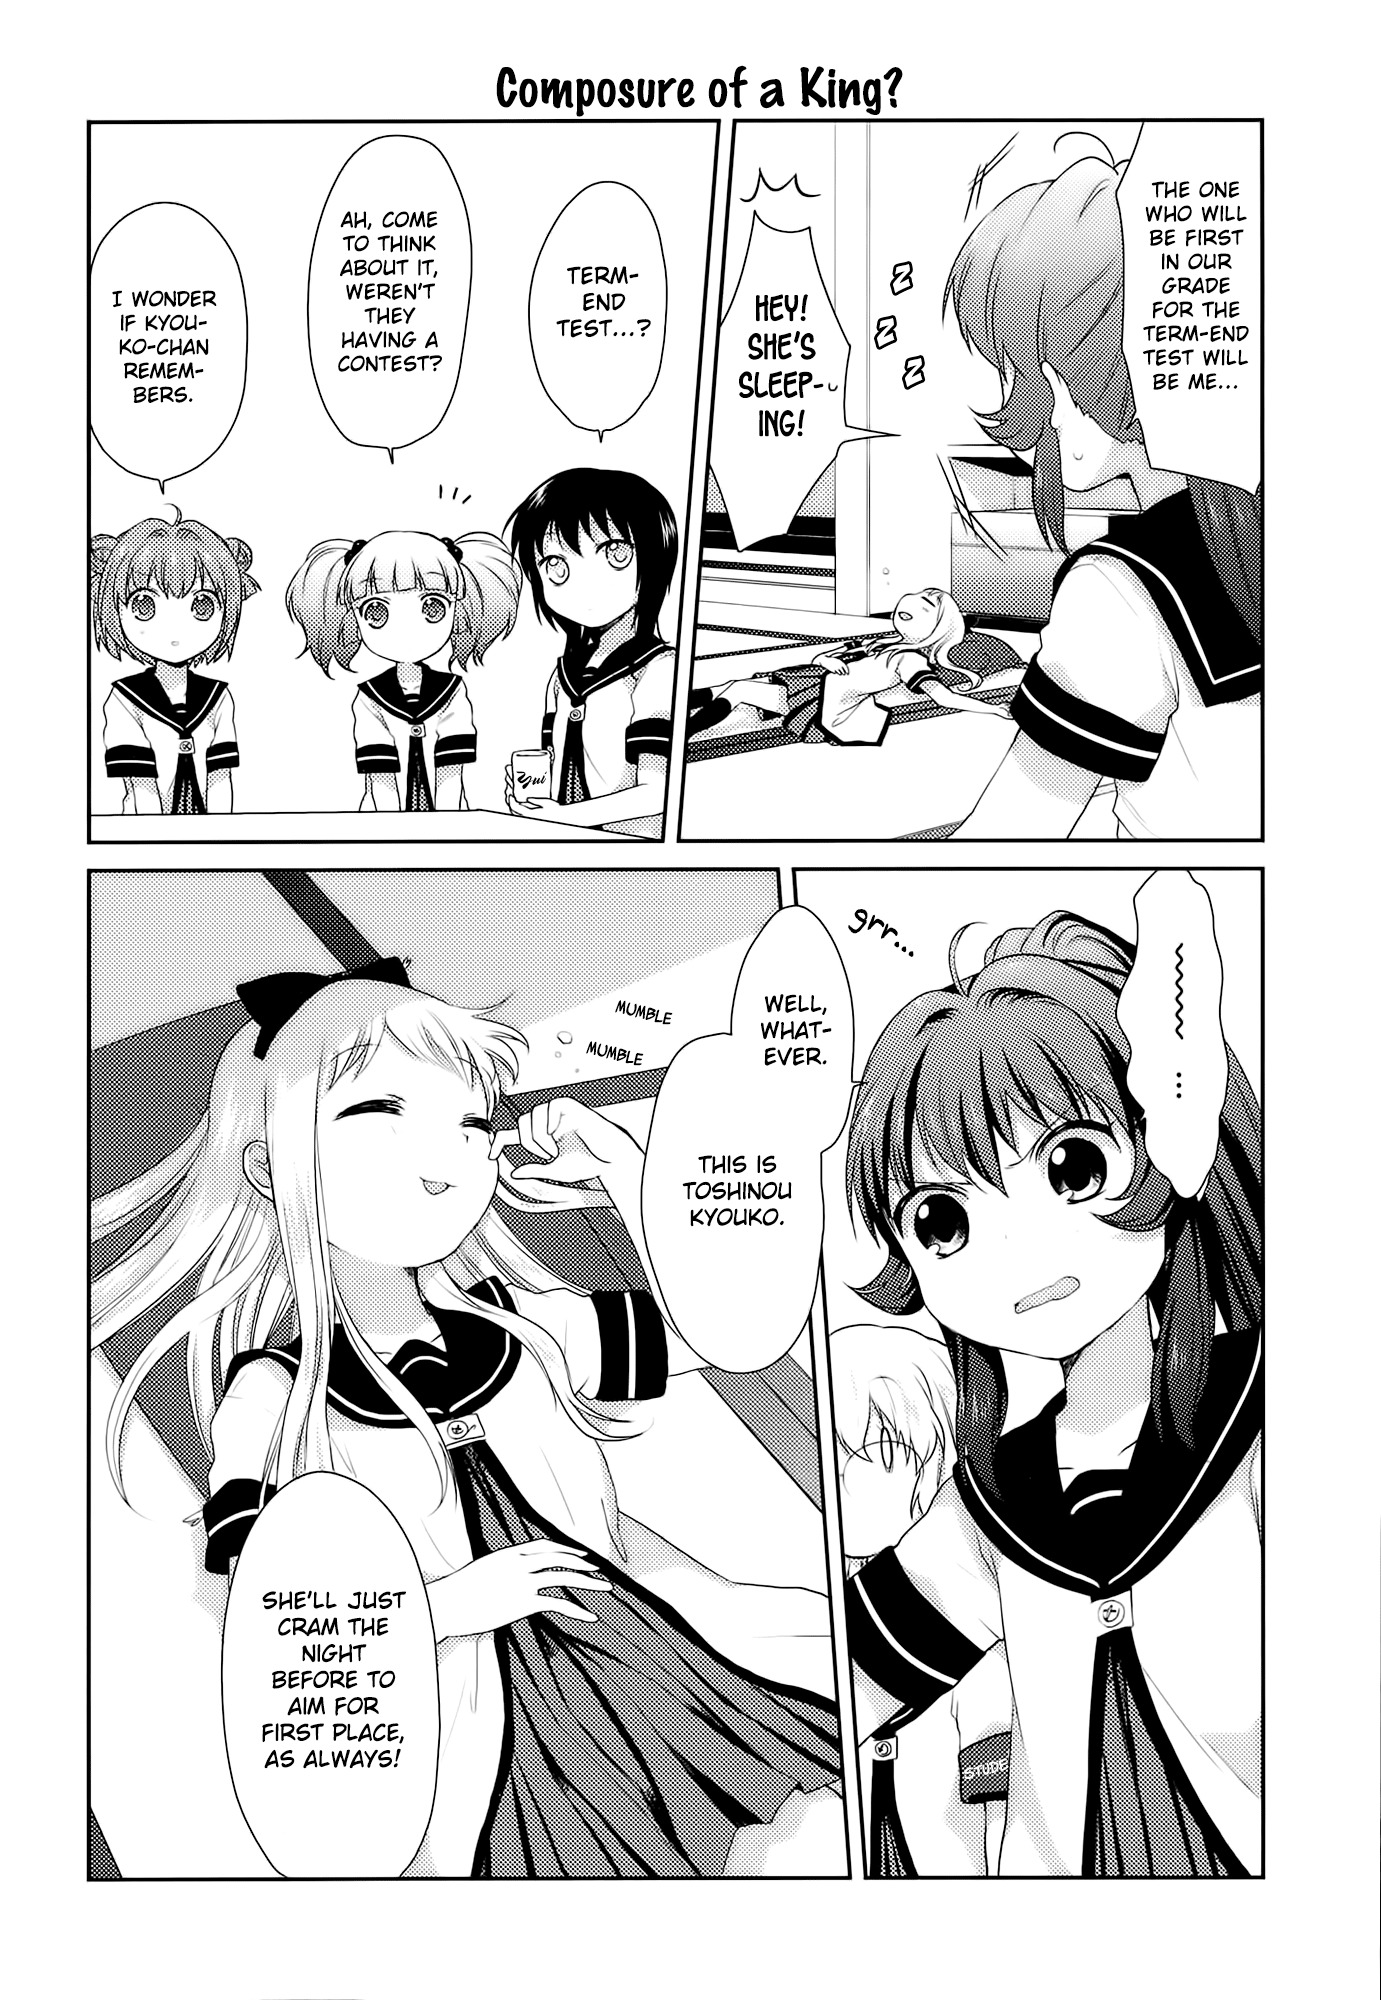 Composure of a King?
THE ONE
WHO WILL
BE FIRST
IN OUR
GRADE
FOR THE
TERM-END
TEST WILL
BE ME...
Z
Z
Z
HEY!
SHE'S
SLEEP-
ING!
TERM-
END
TEST...?
AH, COME
TO THINK
ABOUT IT,
WEREN'T
THEY
HAVING A
CONTEST?
I WONDER
IF KYOU-
KO-CHAN
REMEM-
BERS.
Yui
...
grr...
WELL,
WHAT-
EVER.
THIS IS
TOSHINOU
KYOUKO.
STUDE
MUMBLE
MUMBLE
SHE'LL JUST
CRAM THE
NIGHT
BEFORE TO
AIM FOR
FIRST PLACE,
AS ALWAYS!